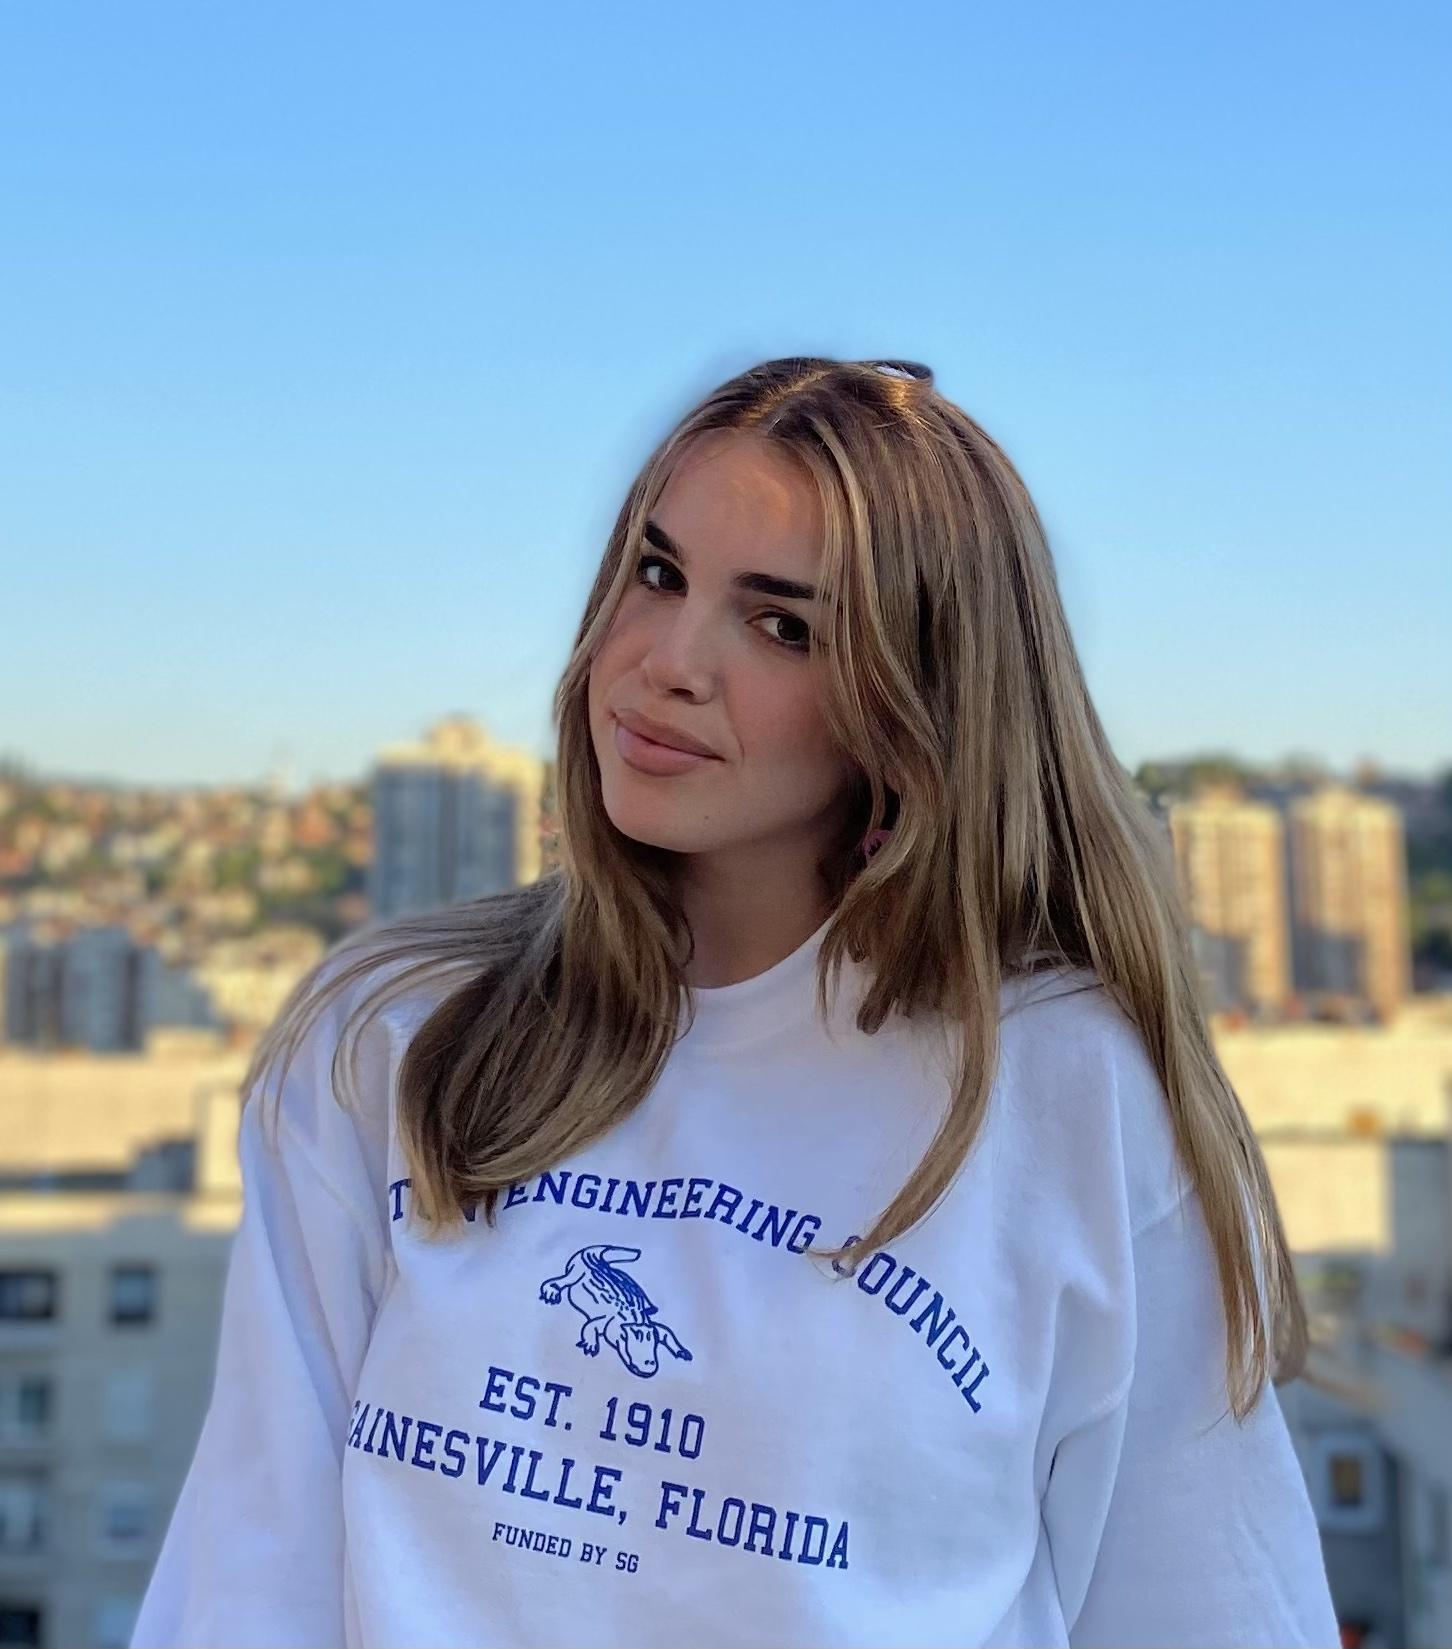 ENGINEERING COUNCIL
EST. 1910
GAINESVILLE, FLORIDA
FUNDED BY SG